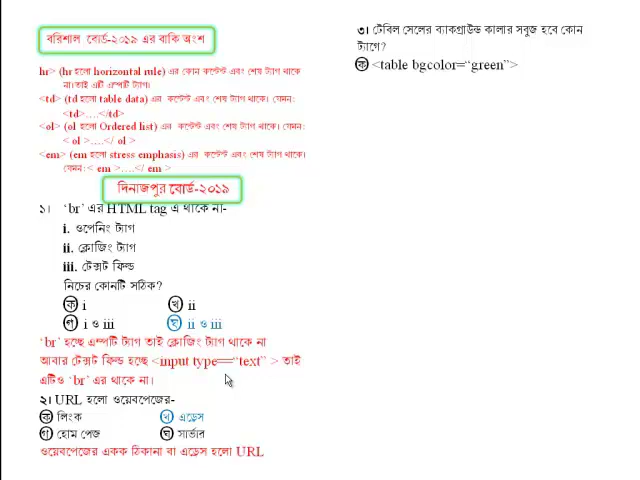 বরিশাল বোর্ড-২০১৯ এর বাকি অংশ
hr> (hr হলো horizontal rule) এর কোন কন্টেন্ট এবং শেষ ট্যাগ থাকে
না।তাই এটি এম্পটি ট্যাগ।
<td> (td হলো table data) এর কন্টেন্ট এবং শেষ ট্যাগ থাকে। যেমন:
<td>….</td>
<ol> (ol হলো Ordered list) এর কন্টেন্ট এবং শেষ ট্যাগ থাকে। যেমন:
< ol >….</ ol >
<em> (em হলো stress emphasis) এর কন্টেন্ট এবং শেষ ট্যাগ থাকে।
যেমন:< em >….</ em >
দিনাজপুর বোর্ড-২০১৯
১। ‘br’ এর HTML tag এ থাকে না-
i. ওপেনিং ট্যাগ
ii. ক্লোজিং ট্যাগ
iii. টেক্সট ফিল্ড
নিচের কোনটি সঠিক?
ক i খ ii
গ i ও iii ঘ ii ও iii
‘br’ হচ্ছে এম্পটি ট্যাগ তাই ক্লোজিং ট্যাগ থাকে না
আবার টেক্সট ফিল্ড হচ্ছে <input type==“text” > তাই
এটিও ‘br’ এর থাকে না।
২। URL হলো ওয়েবপেজের-
ক লিংক খ এড্রেস
গ হোম পেজ ঘ সার্ভার
ওয়েবপেজের একক ঠিকানা বা এড্রেস হলো URL
৩। টেবিল সেলের ব্যাকগ্রাউন্ড কালার সবুজ হবে কোন
ট্যাগে?
ক <table bgcolor=“green”>